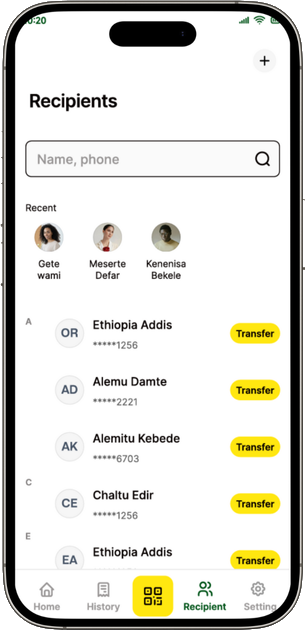 0:20
Recipients
Name, phone
Recent
Gete
wami
Meserte
Defar
Kenenisa
Bekele
A
OR
Ethiopia Addis
*****1256
Transfer
AD
Alemu Damte
*****2221
Transfer
AK
Alemitu Kebede
*****6703
Transfer
C
CE
Chaltu Edir
*****1256
Transfer
E
EA
Ethiopia Addis
Transfer
Home
History
Recipient
Setting